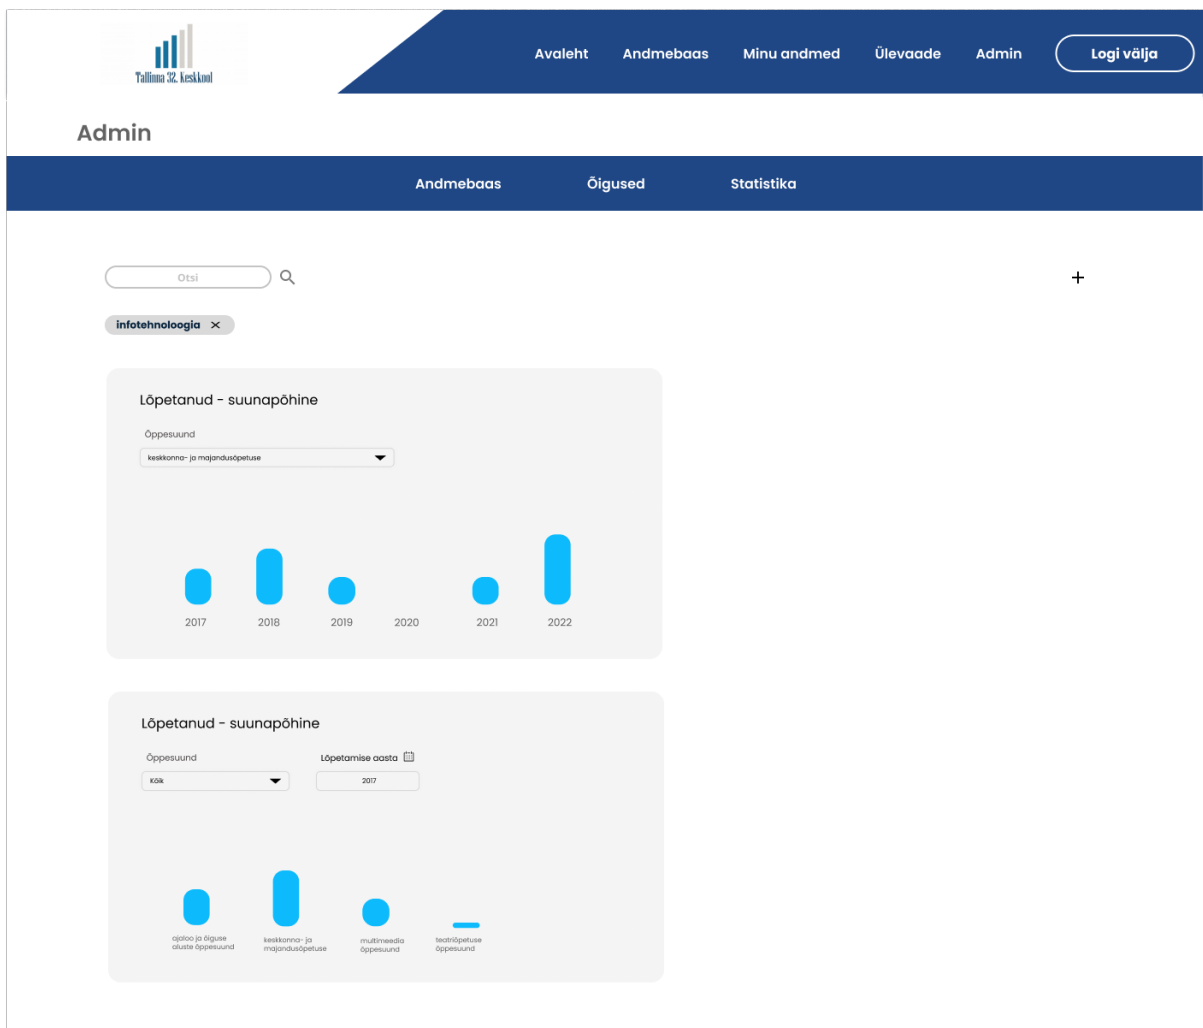 Tallinna 32. Keskkool
Avaleht Andmebaas Minu andmed Ülevaade Admin Logi välja
Admin
Andmebaas Õigused Statistika
Otsi
infotehnoloogia
Lõpetanud - suunapõhine
Õppesuund
keskkonna- ja majandusõpetuse
2017 2018 2019 2020 2021 2022
Lõpetanud - suunapõhine
Õppesuund Lõpetamise aasta
Kõik 2017
ajaloo ja õiguse
aluste õppesuund
keskkonna- ja
majandusõpetuse
multimeedia
õppesuund
teatriõpetuse
õppesuund